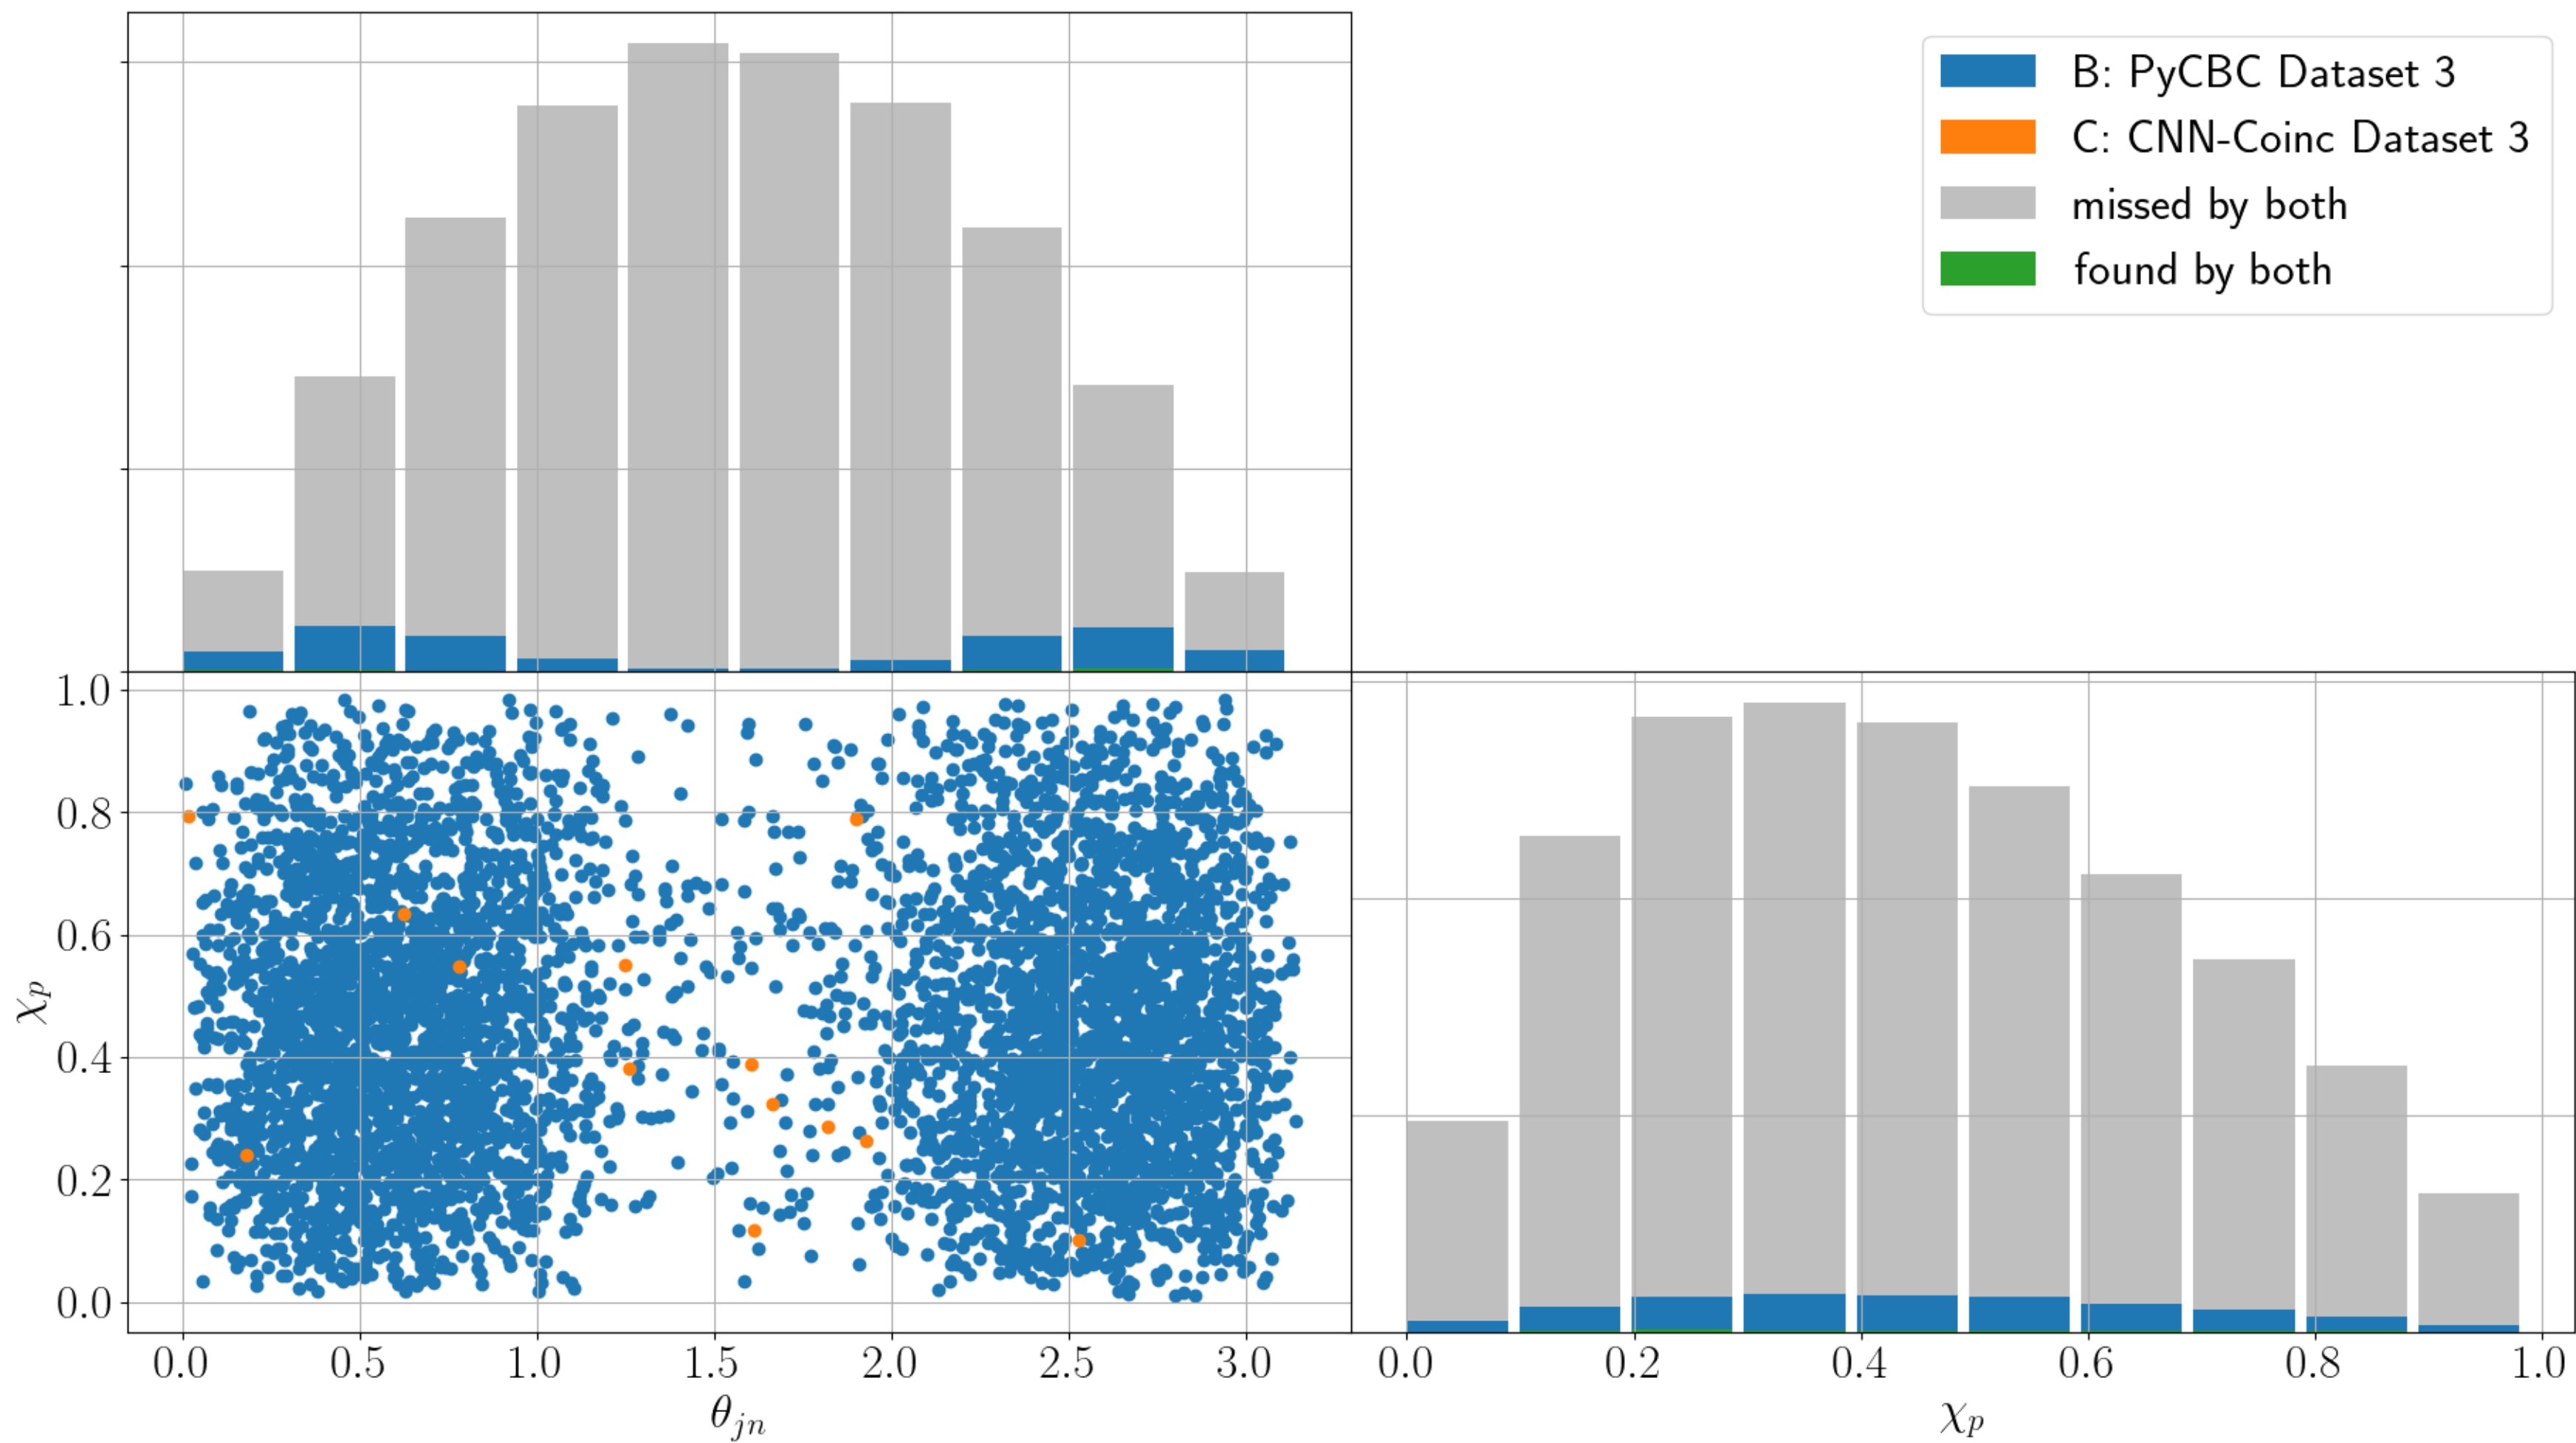 B: PyCBC Dataset 3
C: CNN-Coinc Dataset 3
missed by both
found by both
1.0
0.8
0.6
0.4
0.2
0.0
χp
0.0 0.5 1.0 1.5 2.0 2.5 3.0
θjn
0.0 0.2 0.4 0.6 0.8 1.0
χp